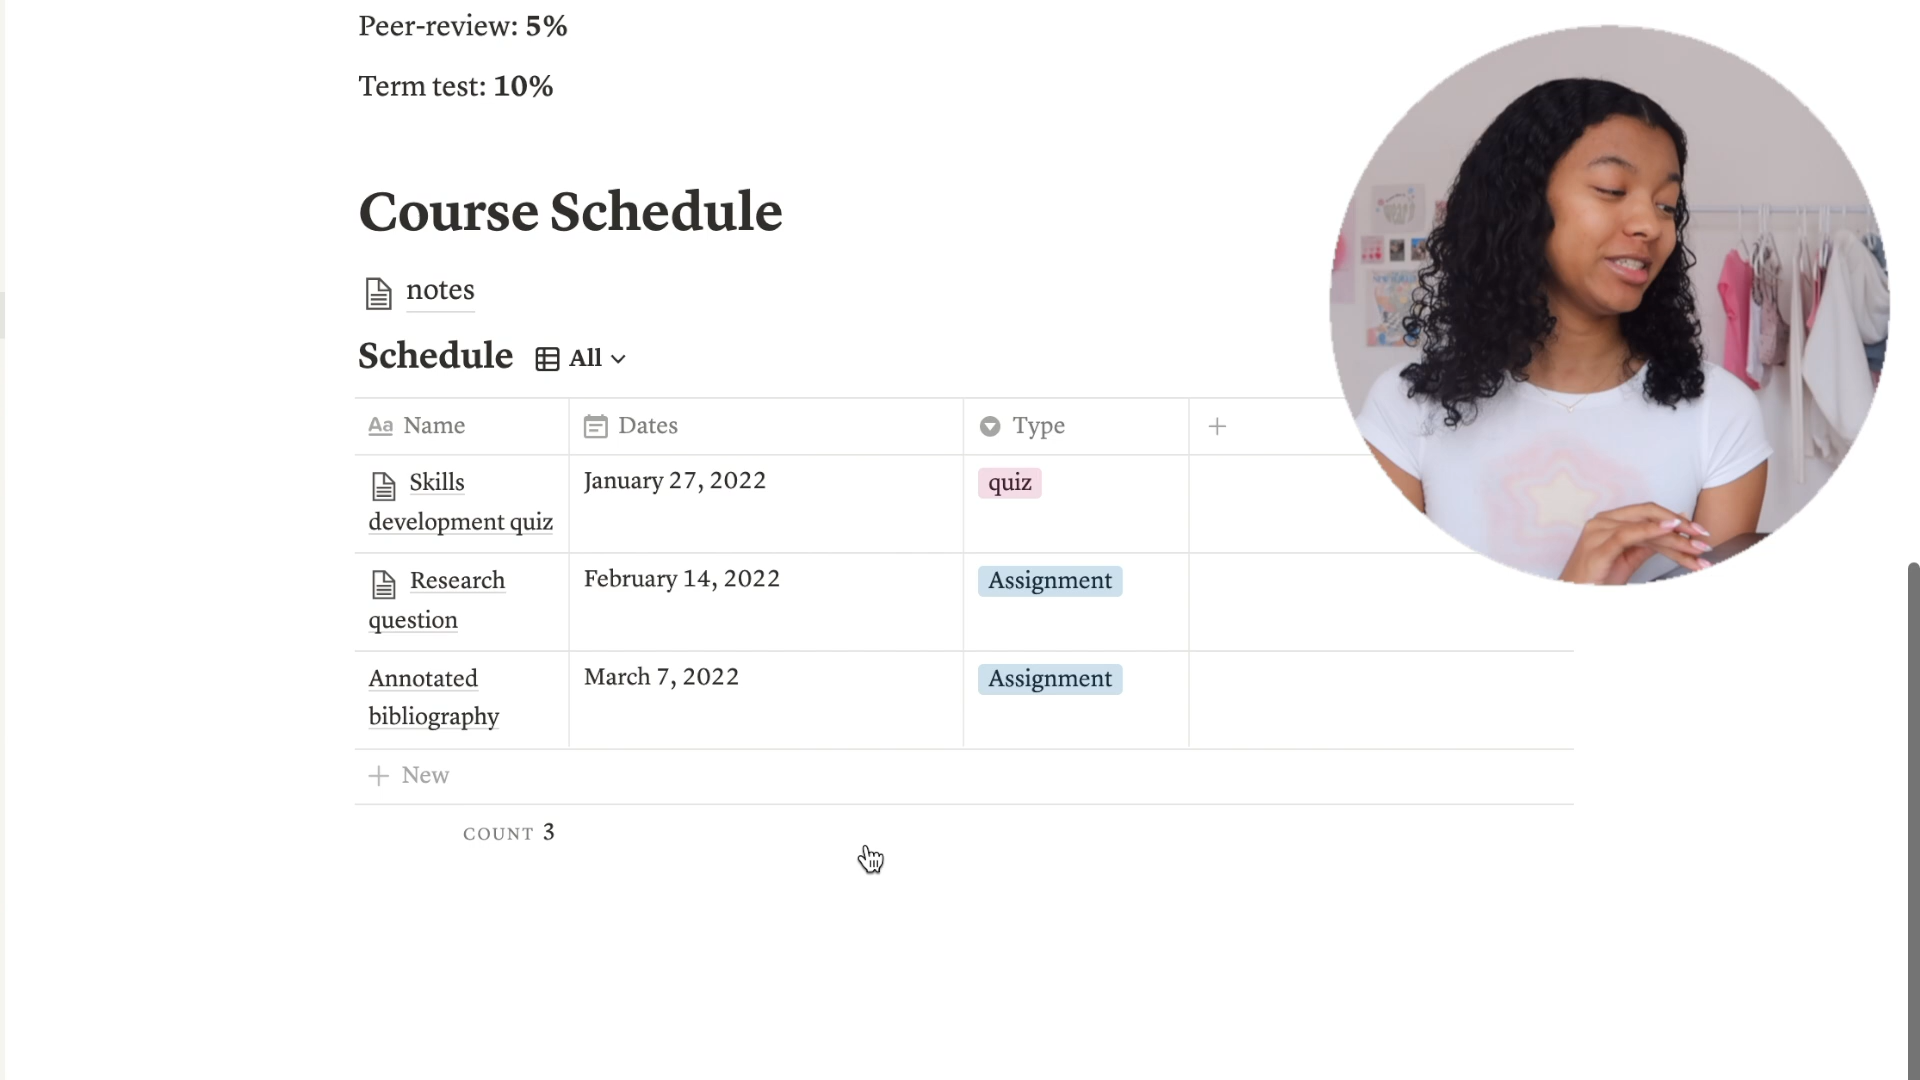 Peer-review: 5%
Term test: 10%
Course Schedule
notes
Schedule All
Aa Name Dates Type +
Skills January 27, 2022 quiz
development quiz
Research February 14, 2022 Assignment
question
Annotated March 7, 2022 Assignment
bibliography
+ New
COUNT 3